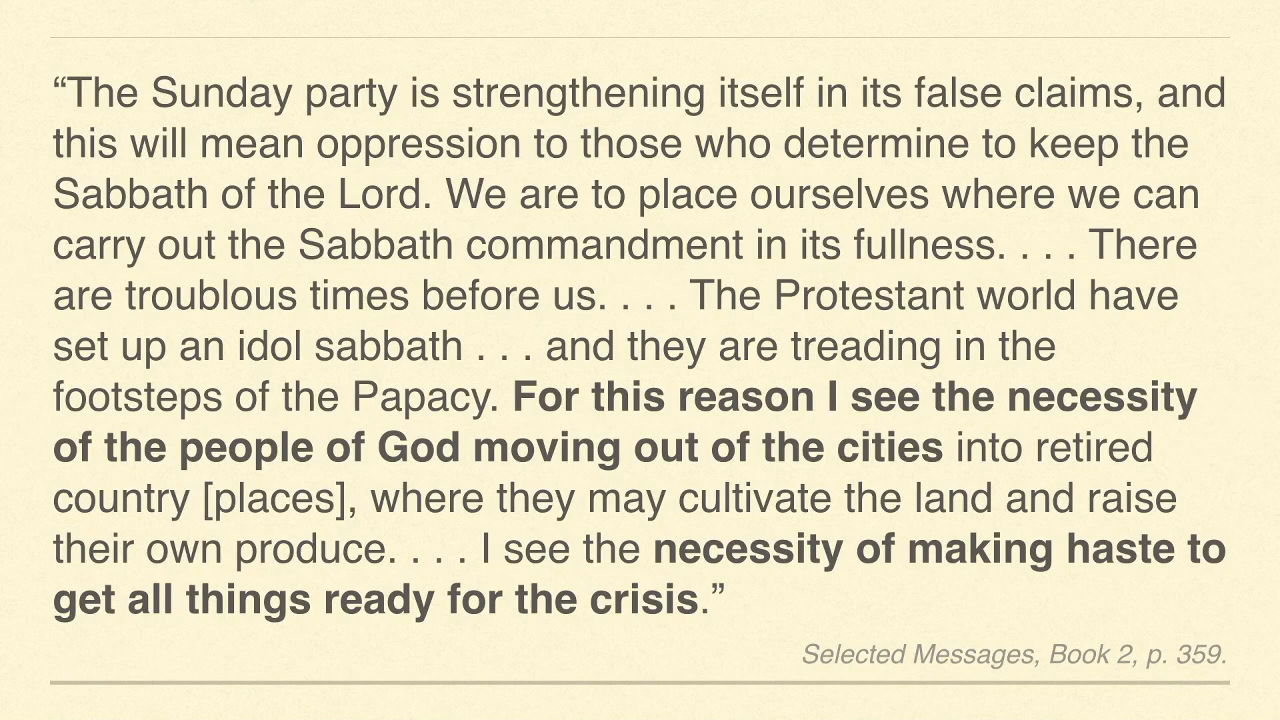 “The Sunday party is strengthening itself in its false claims, and
this will mean oppression to those who determine to keep the
Sabbath of the Lord. We are to place ourselves where we can
carry out the Sabbath commandment in its fullness. . . . There
are troublous times before us. . . . The Protestant world have
set up an idol sabbath . . . and they are treading in the
footsteps of the Papacy. For this reason I see the necessity
of the people of God moving out of the cities into retired
country [places], where they may cultivate the land and raise
their own produce. . . . I see the necessity of making haste to
get all things ready for the crisis.”
Selected Messages, Book 2, p. 359.